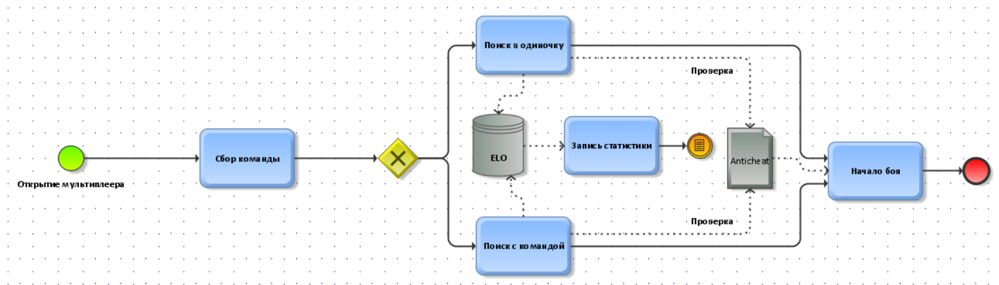 Поиск в одиночку
Проверка
Сбор команды
Открытие мультиплеера
ELO
Запись статистики
Anticheat
Начало боя
Проверка
Поиск с командой